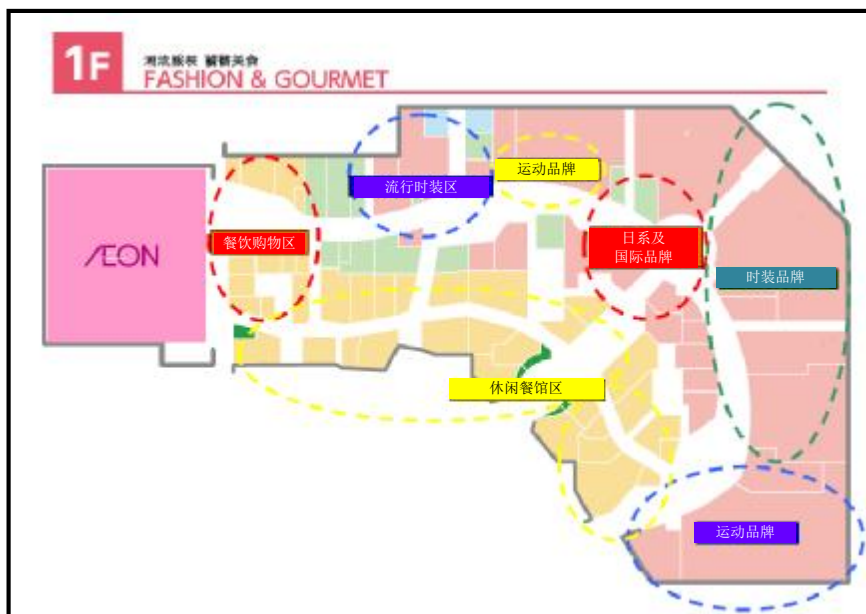 1F
FASHION & GOURMET
流行时装区
运动品牌
餐饮购物区
日系及
国际品牌
ÆON
时装品牌
休闲餐馆区
运动品牌